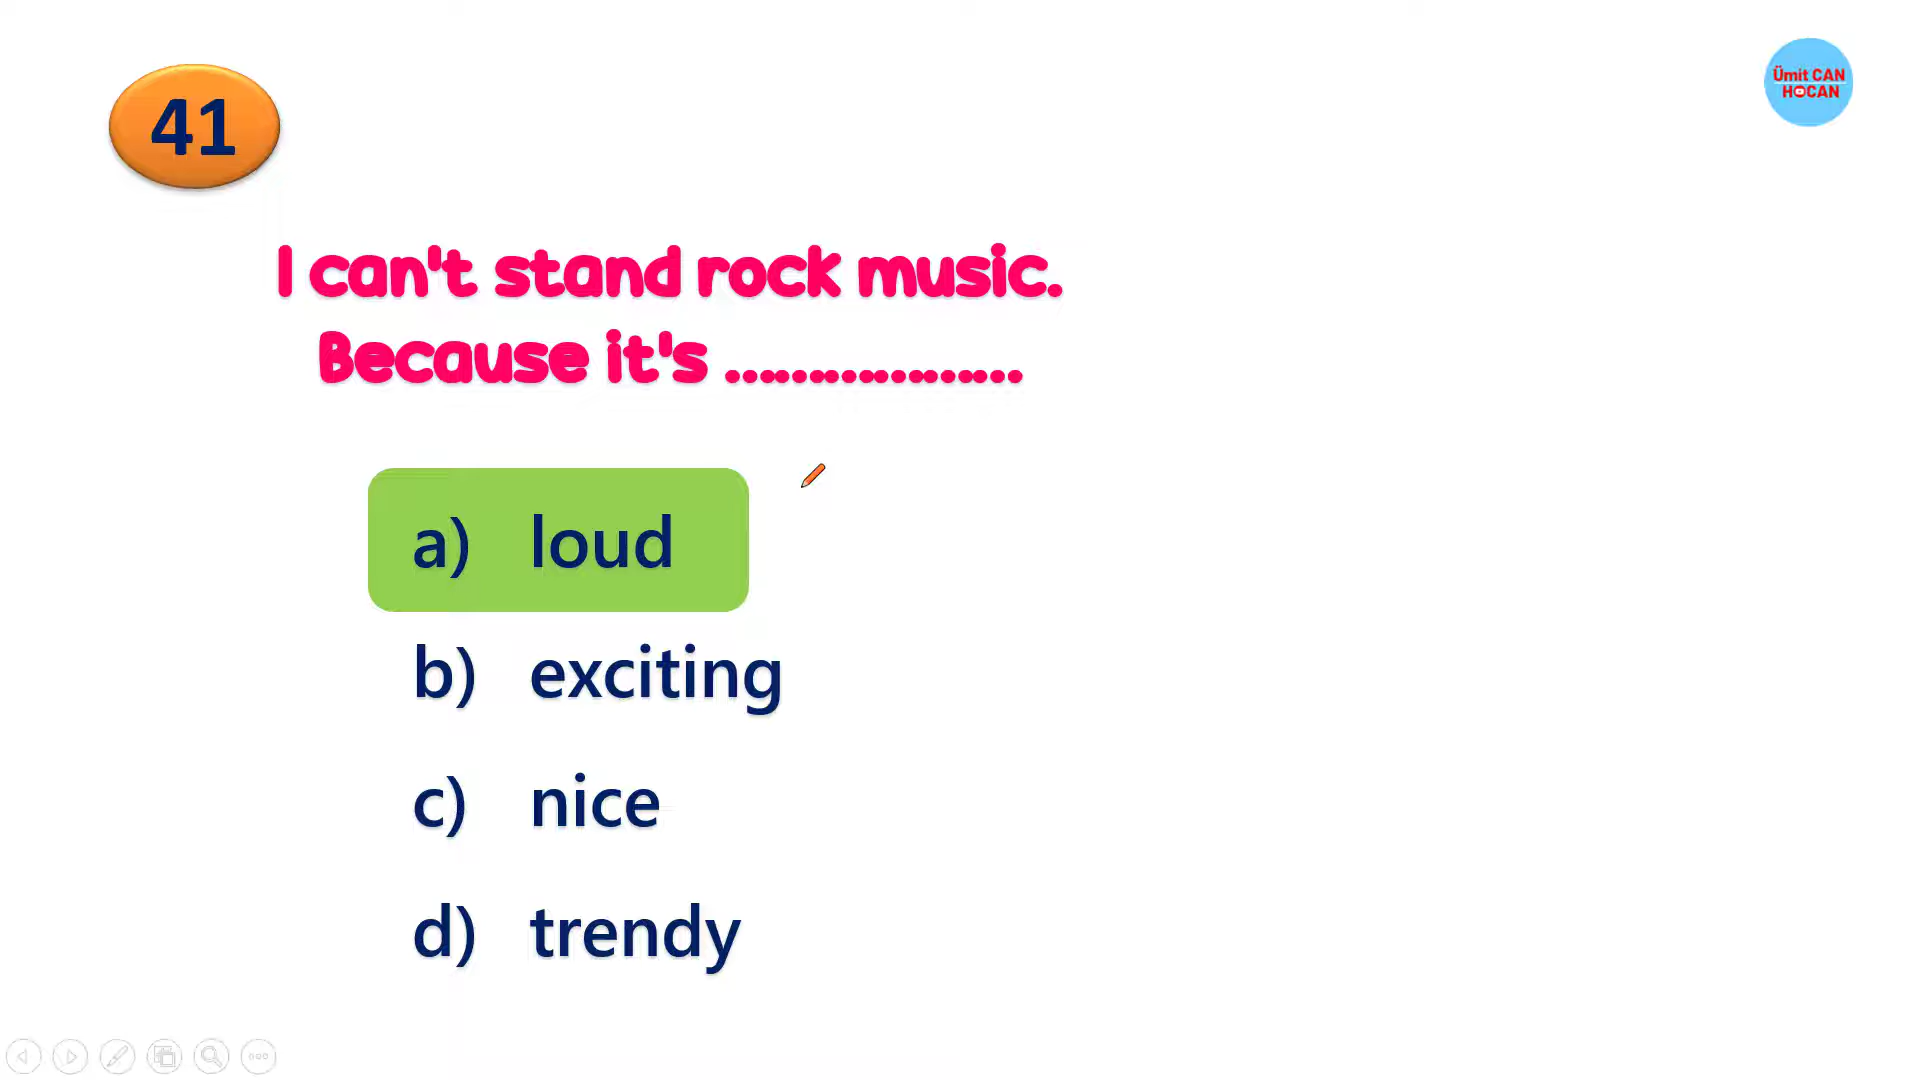 41
Ümit CAN
HOCAN
I can't stand rock music.
Because it's ..................
a) loud
b) exciting
c) nice
d) trendy